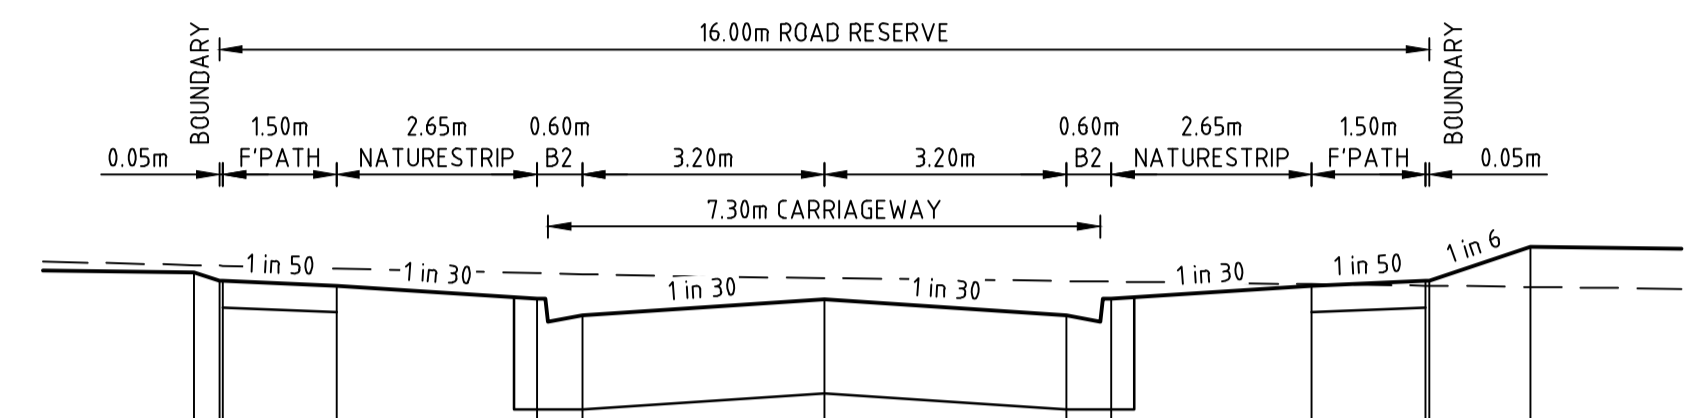 16.00m ROAD RESERVE
BOUNDARY
BOUNDARY
1.50m 2.65m 0.60m 0.60m 2.65m 1.50m
0.05m F'PATH NATURESTRIP B2 3.20m 3.20m B2 NATURESTRIP F'PATH 0.05m
7.30m CARRIAGEWAY
1 in 50 1 in 30 1 in 30 1 in 30 1 in 30 1 in 50 1 in 6